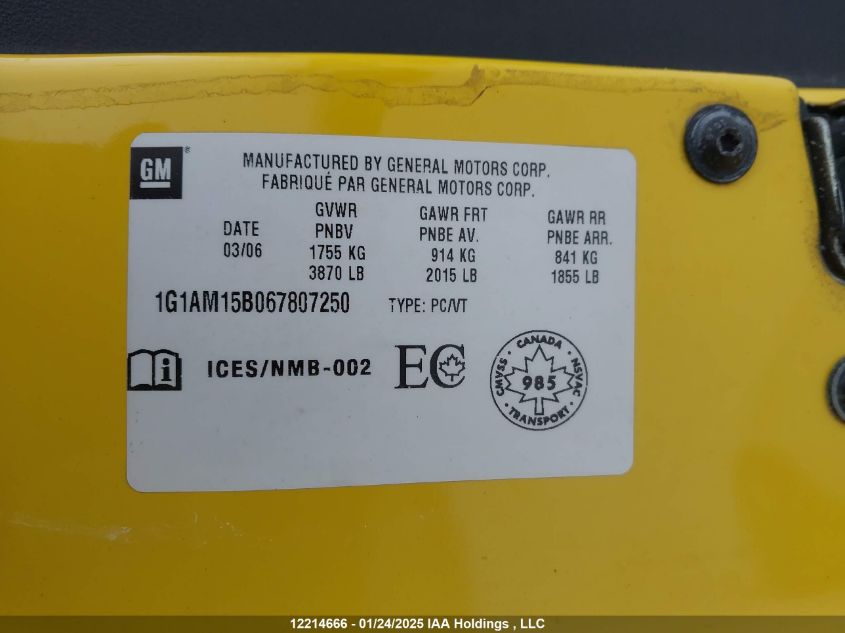 GM ®
MANUFACTURED BY GENERAL MOTORS CORP.
FABRIQUÉ PAR GENERAL MOTORS CORP.
DATE GVWR GAWR FRT GAWR RR
03/06 PNBV PNBE AV. PNBE ARR.
1755 KG 914 KG 841 KG
3870 LB 2015 LB 1855 LB
1G1AM15B067807250 TYPE: PC/VT
i ICES/NMB-002 EC
CANADA
CMVSS 985 NSVAC
TRANSPORT
12214666 - 01/24/2025 IAA Holdings , LLC